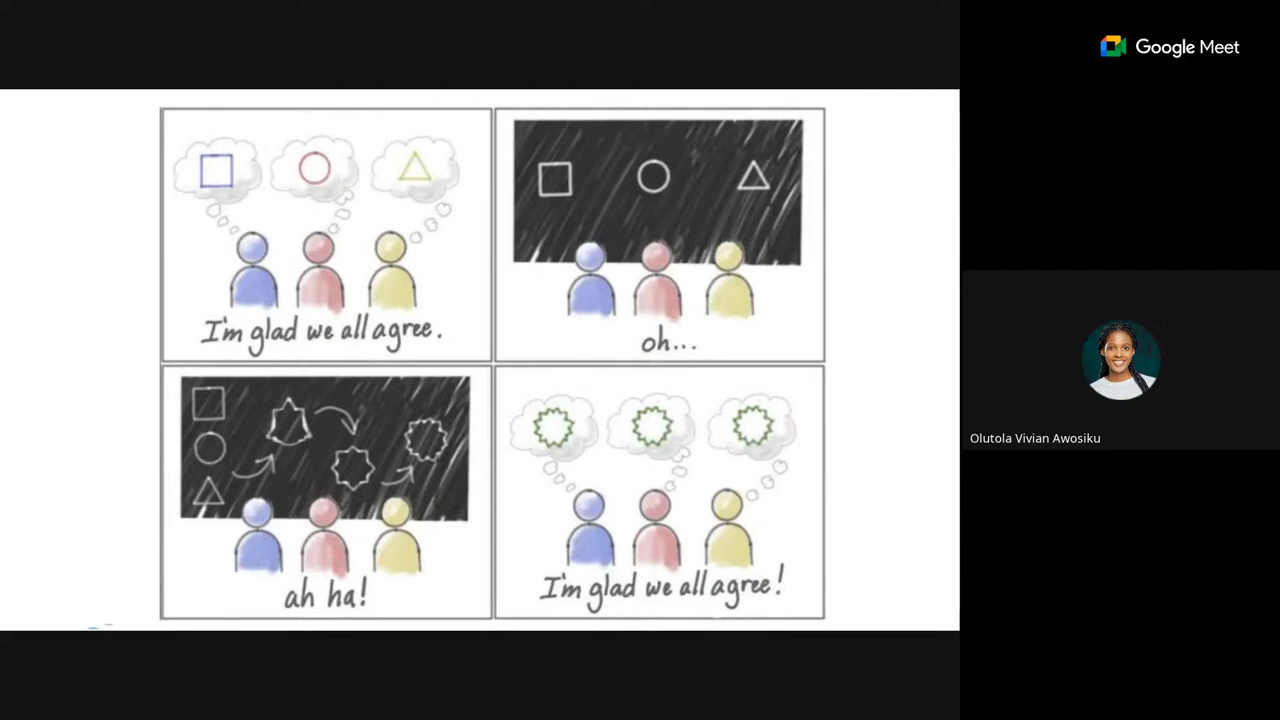 Google Meet
I'm glad we all agree.
oh...
ah ha!
I'm glad we all agree!
Olutola Vivian Awosiku